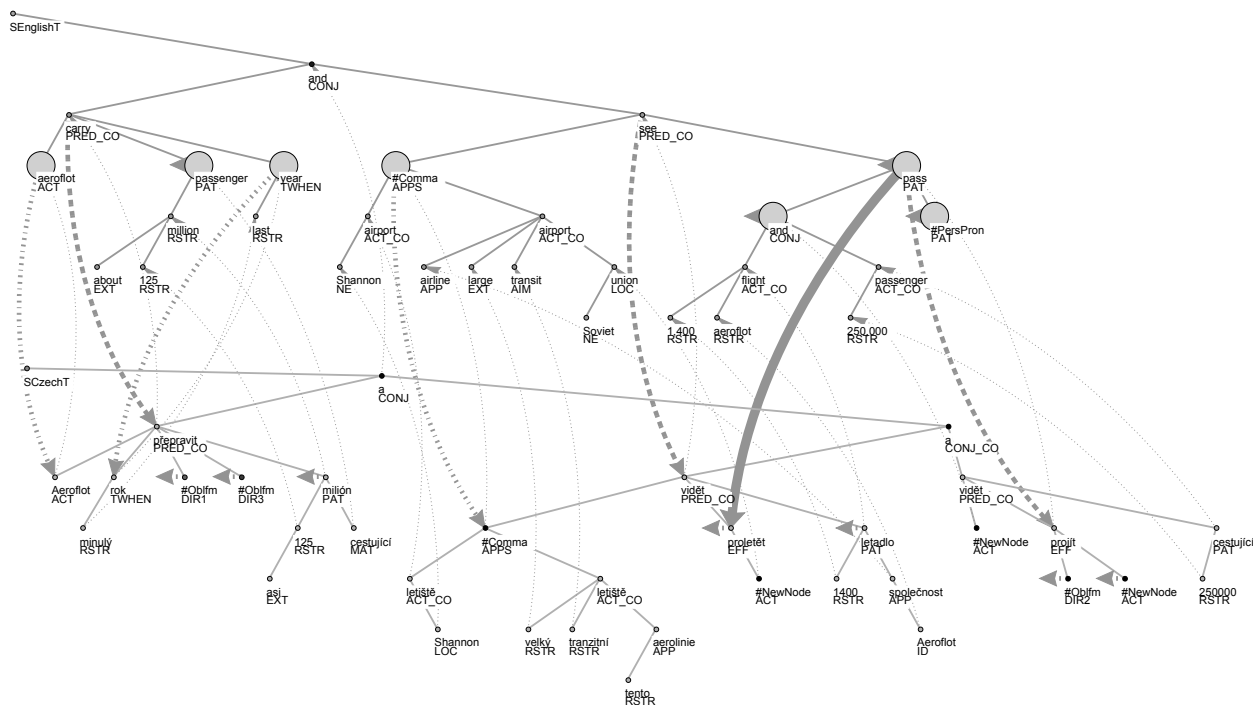 SEnglishT
and
CONJ
carry
PRED_CO
see
PRED_CO
aeroflot
ACT
passenger
PAT
year
TWHEN
#Comma
APPS
pass
PAT
million
RSTR
last
RSTR
airport
ACT_CO
airport
ACT_CO
and
CONJ
#PersPron
PAT
about
EXT
125
RSTR
Shannon
NE
airline
APP
large
EXT
transit
AIM
union
LOC
flight
ACT_CO
passenger
ACT_CO
Soviet
NE
1,400
RSTR
aeroflot
RSTR
250,000
RSTR
SCzechT
a
CONJ
přepravit
PRED_CO
a
CONJ_CO
Aeroflot
ACT
rok
TWHEN
#Oblfm
DIR1
#Oblfm
DIR3
milión
PAT
vidět
PRED_CO
vidět
PRED_CO
minulý
RSTR
125
RSTR
cestující
MAT
#Comma
APPS
proletět
EFF
letadlo
PAT
#NewNode
ACT
projít
EFF
cestující
PAT
asi
EXT
letiště
ACT_CO
letiště
ACT_CO
#NewNode
ACT
1400
RSTR
společnost
APP
#Oblfm
DIR2
#NewNode
ACT
250000
RSTR
Shannon
LOC
velký
RSTR
tranzitní
RSTR
aerolinie
APP
Aeroflot
ID
tento
RSTR